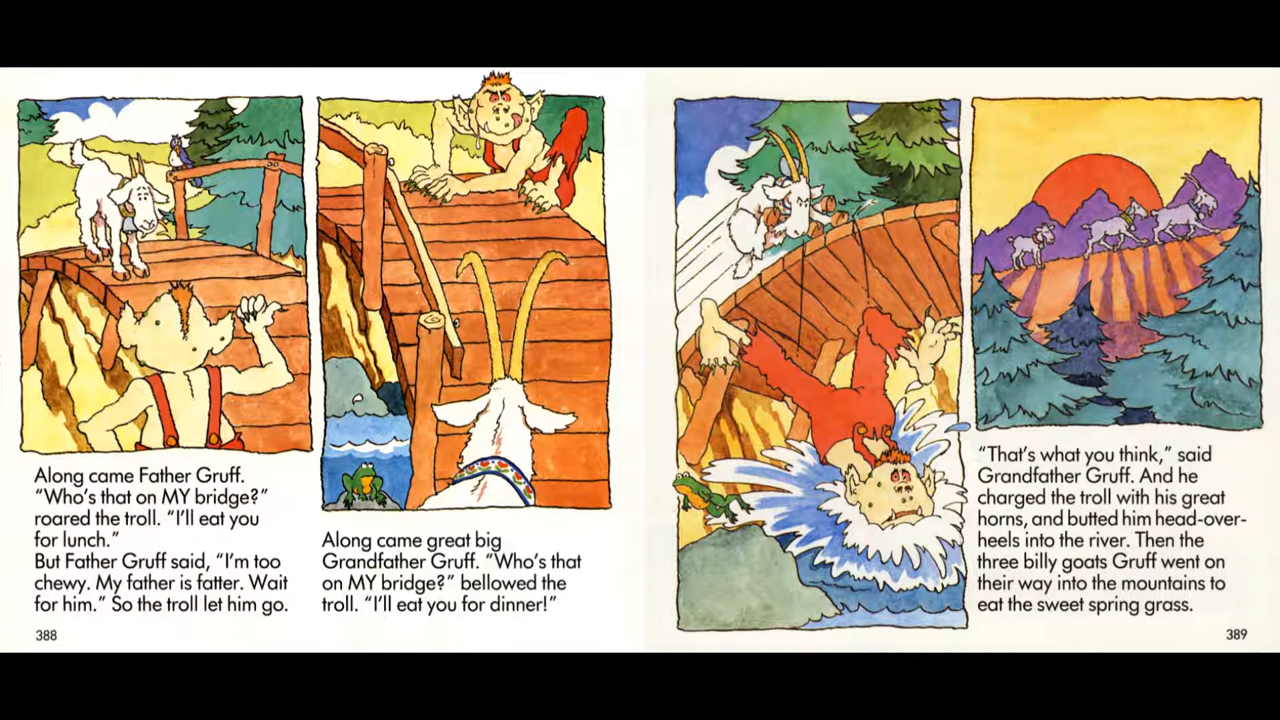 Along came Father Gruff.
“Who’s that on MY bridge?”
roared the troll. “I’ll eat you
for lunch.”
But Father Gruff said, “I’m too
chewy. My father is fatter. Wait
for him.” So the troll let him go.
388
Along came great big
Grandfather Gruff. “Who’s that
on MY bridge?” bellowed the
troll. “I’ll eat you for dinner!”
“That’s what you think,” said
Grandfather Gruff. And he
charged the troll with his great
horns, and butted him head-over-
heels into the river. Then the
three billy goats Gruff went on
their way into the mountains to
eat the sweet spring grass.
389